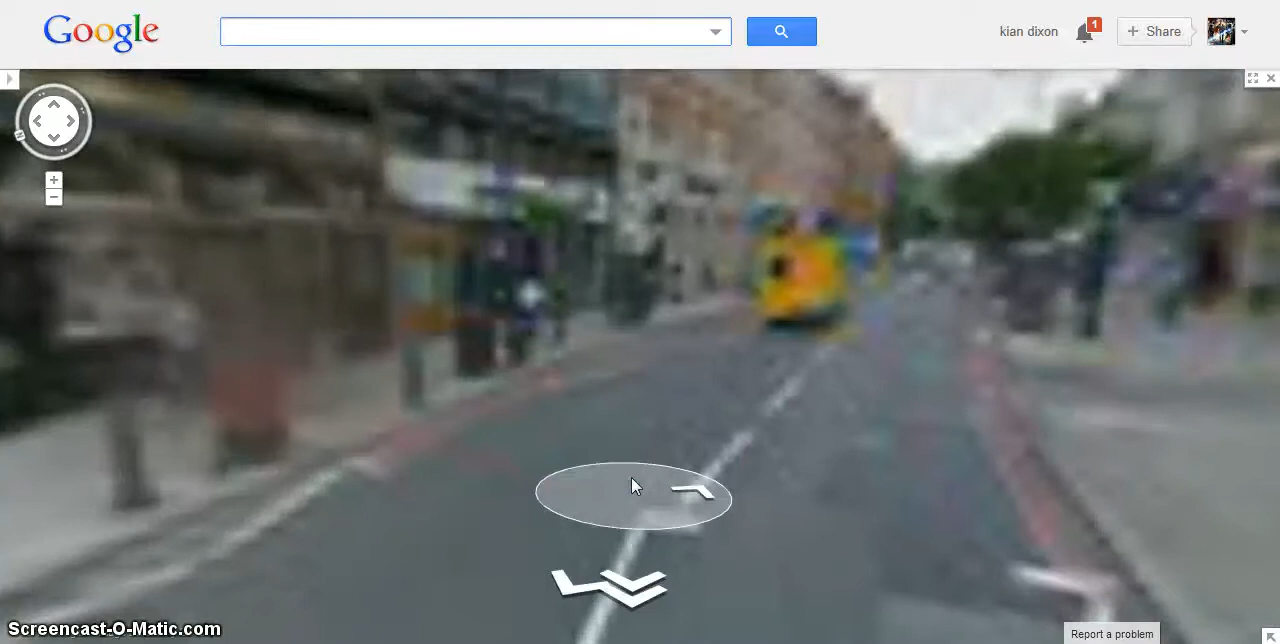 Google
kian dixon
1
+ Share
+
−
Screencast-O-Matic.com
Report a problem